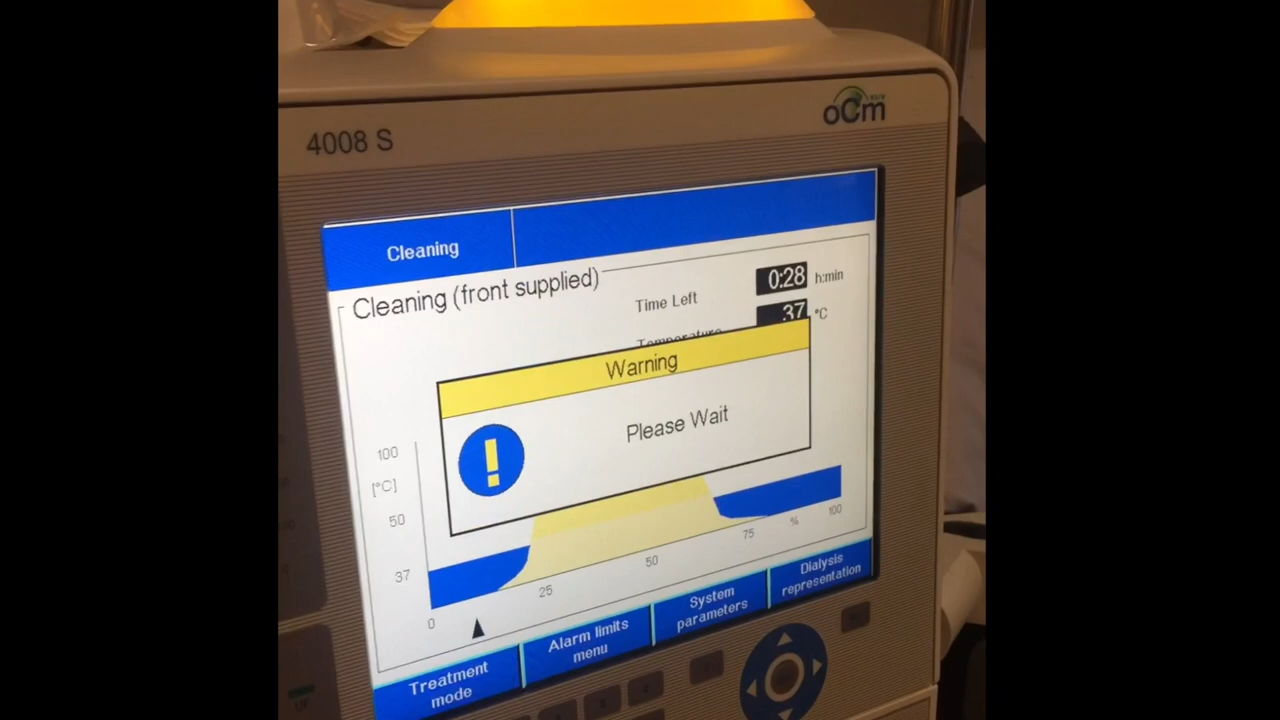 oCm
4008 S
Cleaning
Cleaning (front supplied)
Time Left
0:28 h:min
Temperature
37 °C
Warning
Please Wait
100
[°C]
50
37
0
25
50
75
%
100
Treatment
mode
Alarm limits
menu
System
parameters
Dialysis
representation